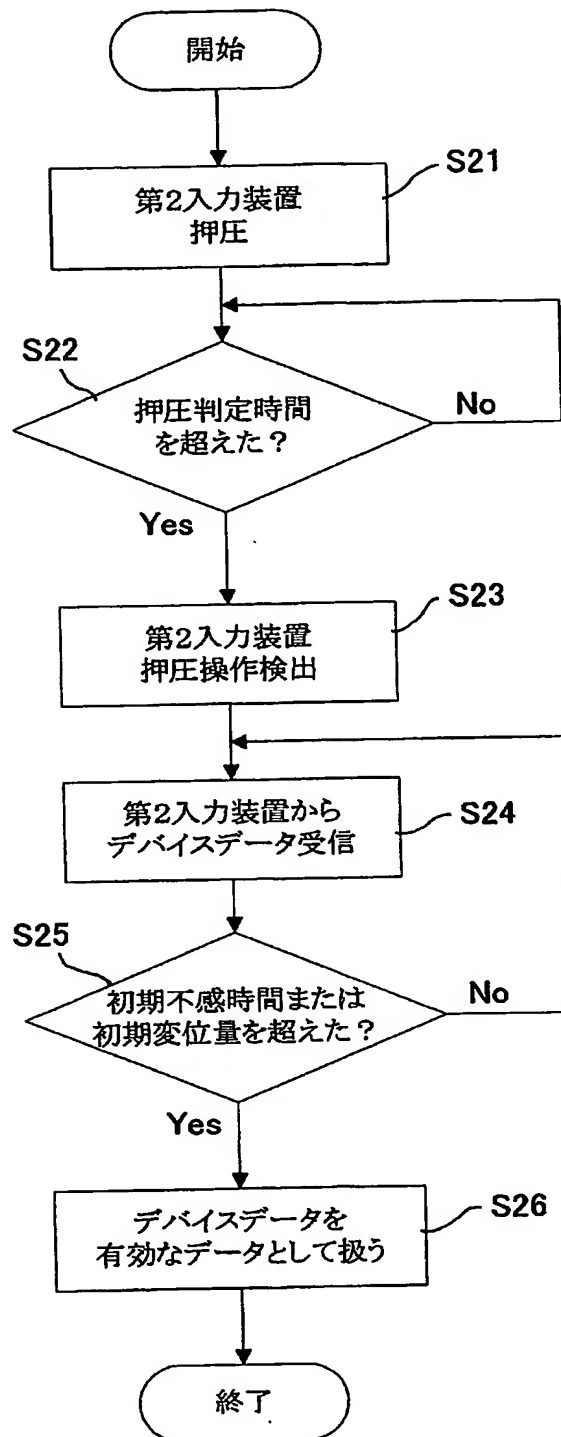 開始
S21
第2入力装置
押圧
S22
押圧判定時間
を超えた?
No
Yes
S23
第2入力装置
押圧操作検出
第2入力装置から
デバイスデータ受信
S24
S25
初期不感時間または
初期変位量を超えた?
No
Yes
デバイスデータを
有効なデータとして扱う
S26
終了